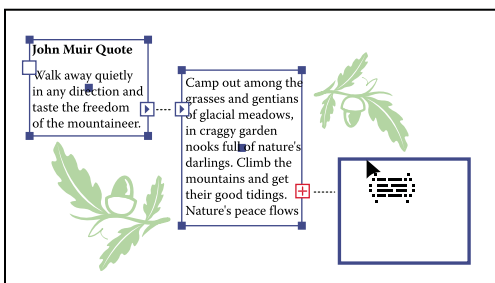 John Muir Quote
Walk away quietly
in any direction and
taste the freedom
of the mountaineer.
Camp out among the
grasses and gentians
of glacial meadows,
in craggy garden
nooks full of nature's
darlings. Climb the
mountains and get
their good tidings.
Nature's peace flows